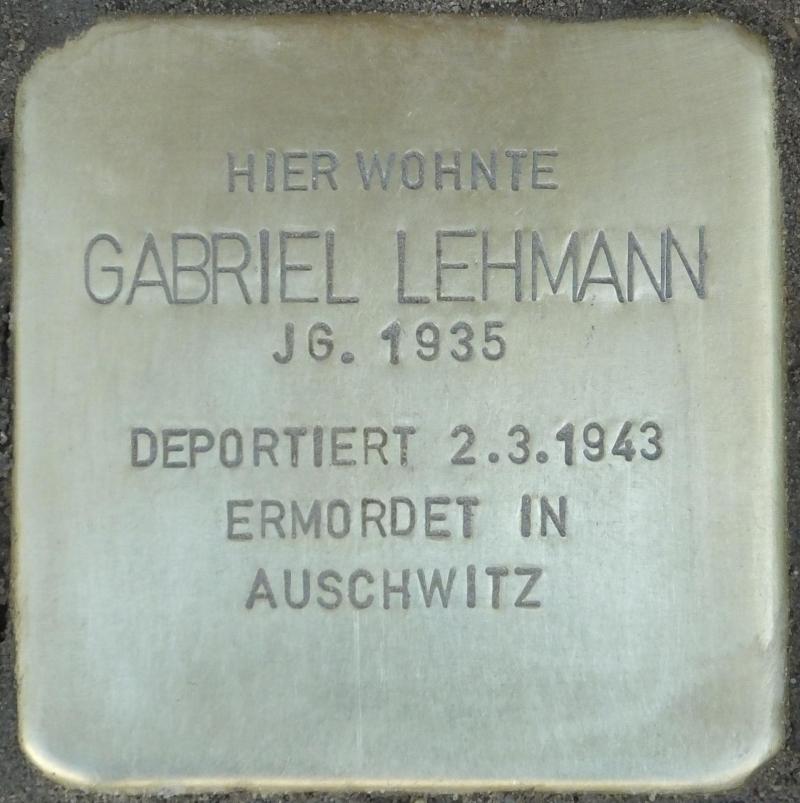 HIER WOHNTE
GABRIEL LEHMANN
JG. 1935
DEPORTIERT 2.3.1943
ERMORDET IN
AUSCHWITZ